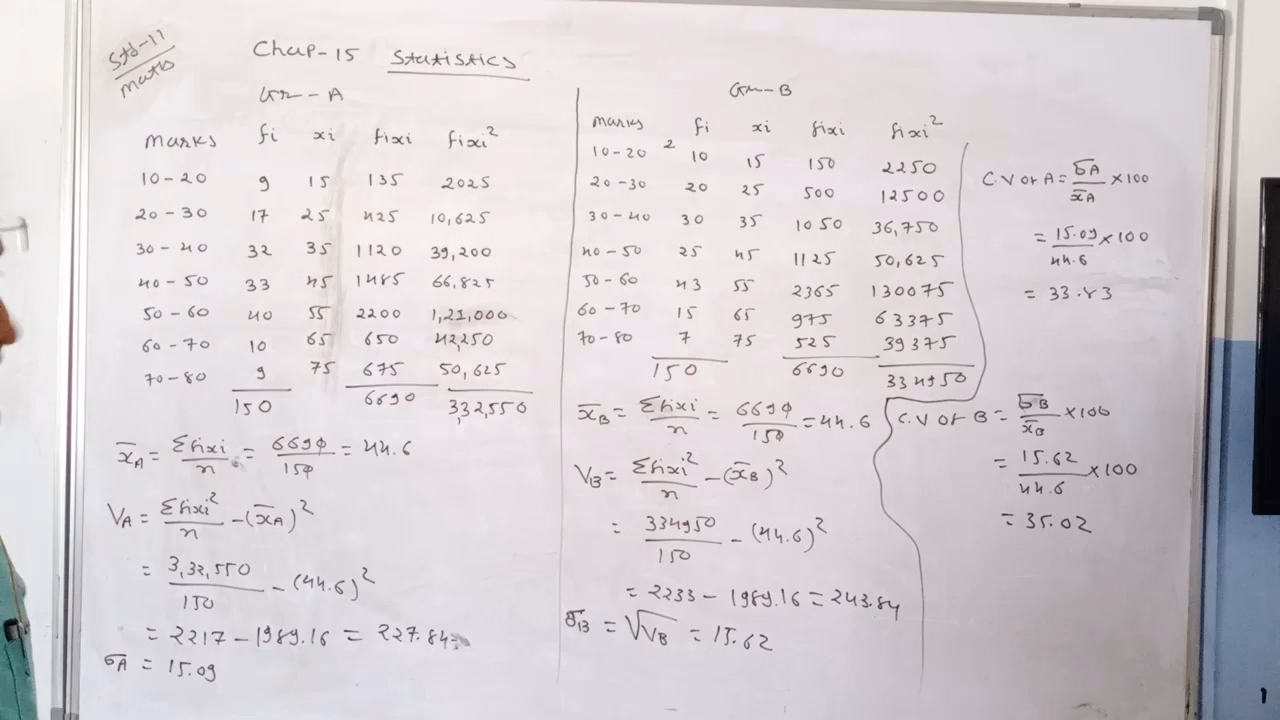 Std-11
maths
Chap-15 Statistics
Gr-A
marks fi xi fixi fixi²
10-20 9 15 135 2025
20-30 17 25 425 10,625
30-40 32 35 1120 39,200
40-50 33 45 1485 66,825
50-60 40 55 2200 1,21,000
60-70 10 65 650 42,250
70-80 9 75 675 50,625
150 6690 332,550
x̄A = Σfixi/n = 6690/150 = 44.6
VA = Σfixi²/n - (x̄A)²
= 3,32,550/150 - (44.6)²
= 2217 - 1989.16 = 227.84
σA = 15.09
Gr-B
marks fi xi fixi fixi²
2
10-20 10 15 150 2250
20-30 20 25 500 12500
30-40 30 35 1050 36,750
40-50 25 45 1125 50,625
50-60 43 55 2365 130075
60-70 15 65 975 63375
70-80 7 75 525 39375
150 6690 334950
x̄B = Σfixi/n = 6690/150 = 44.6
VB = Σfixi²/n - (x̄B)²
= 334950/150 - (44.6)²
= 2233 - 1989.16 = 243.84
σB = √VB = 15.62
C.V of A = σA/x̄A × 100
= 15.09/44.6 × 100
= 33.83
C.V of B = σB/x̄B × 100
= 15.62/44.6 × 100
= 35.02